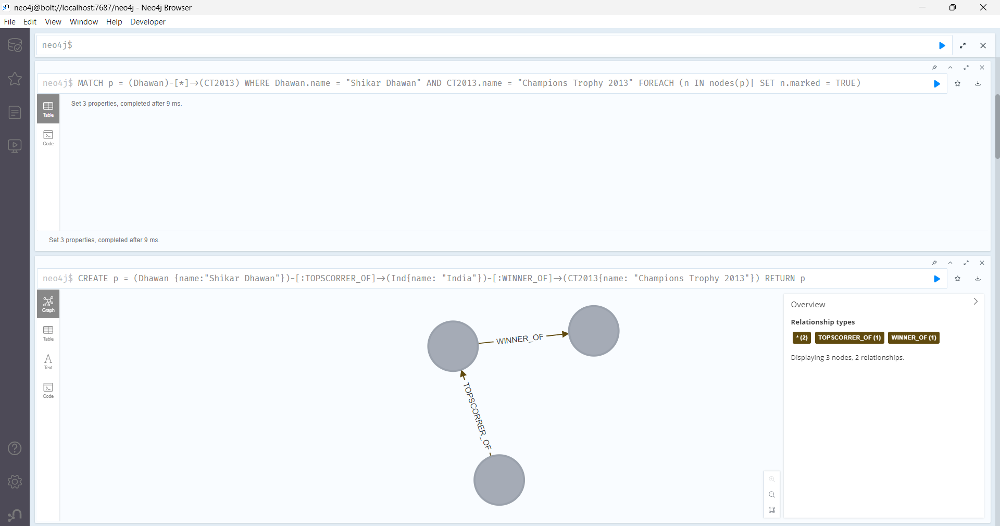 neo4j@bolt://localhost:7687/neo4j - Neo4j Browser
File Edit View Window Help Developer
neo4j$
neo4j$ MATCH p = (Dhawan)-[*]->(CT2013) WHERE Dhawan.name = "Shikar Dhawan" AND CT2013.name = "Champions Trophy 2013" FOREACH (n IN nodes(p)| SET n.marked = TRUE)
Table
Set 3 properties, completed after 9 ms.
Code
Set 3 properties, completed after 9 ms.
neo4j$ CREATE p = (Dhawan {name:"Shikar Dhawan"})-[:TOPSCORRER_OF]->(Ind{name: "India"})-[:WINNER_OF]->(CT2013{name: "Champions Trophy 2013"}) RETURN p
Graph
Table
Text
Code
WINNER_OF
TOPSCORRER_OF
Overview
Relationship types
* (2) TOPSCORRER_OF (1) WINNER_OF (1)
Displaying 3 nodes, 2 relationships.